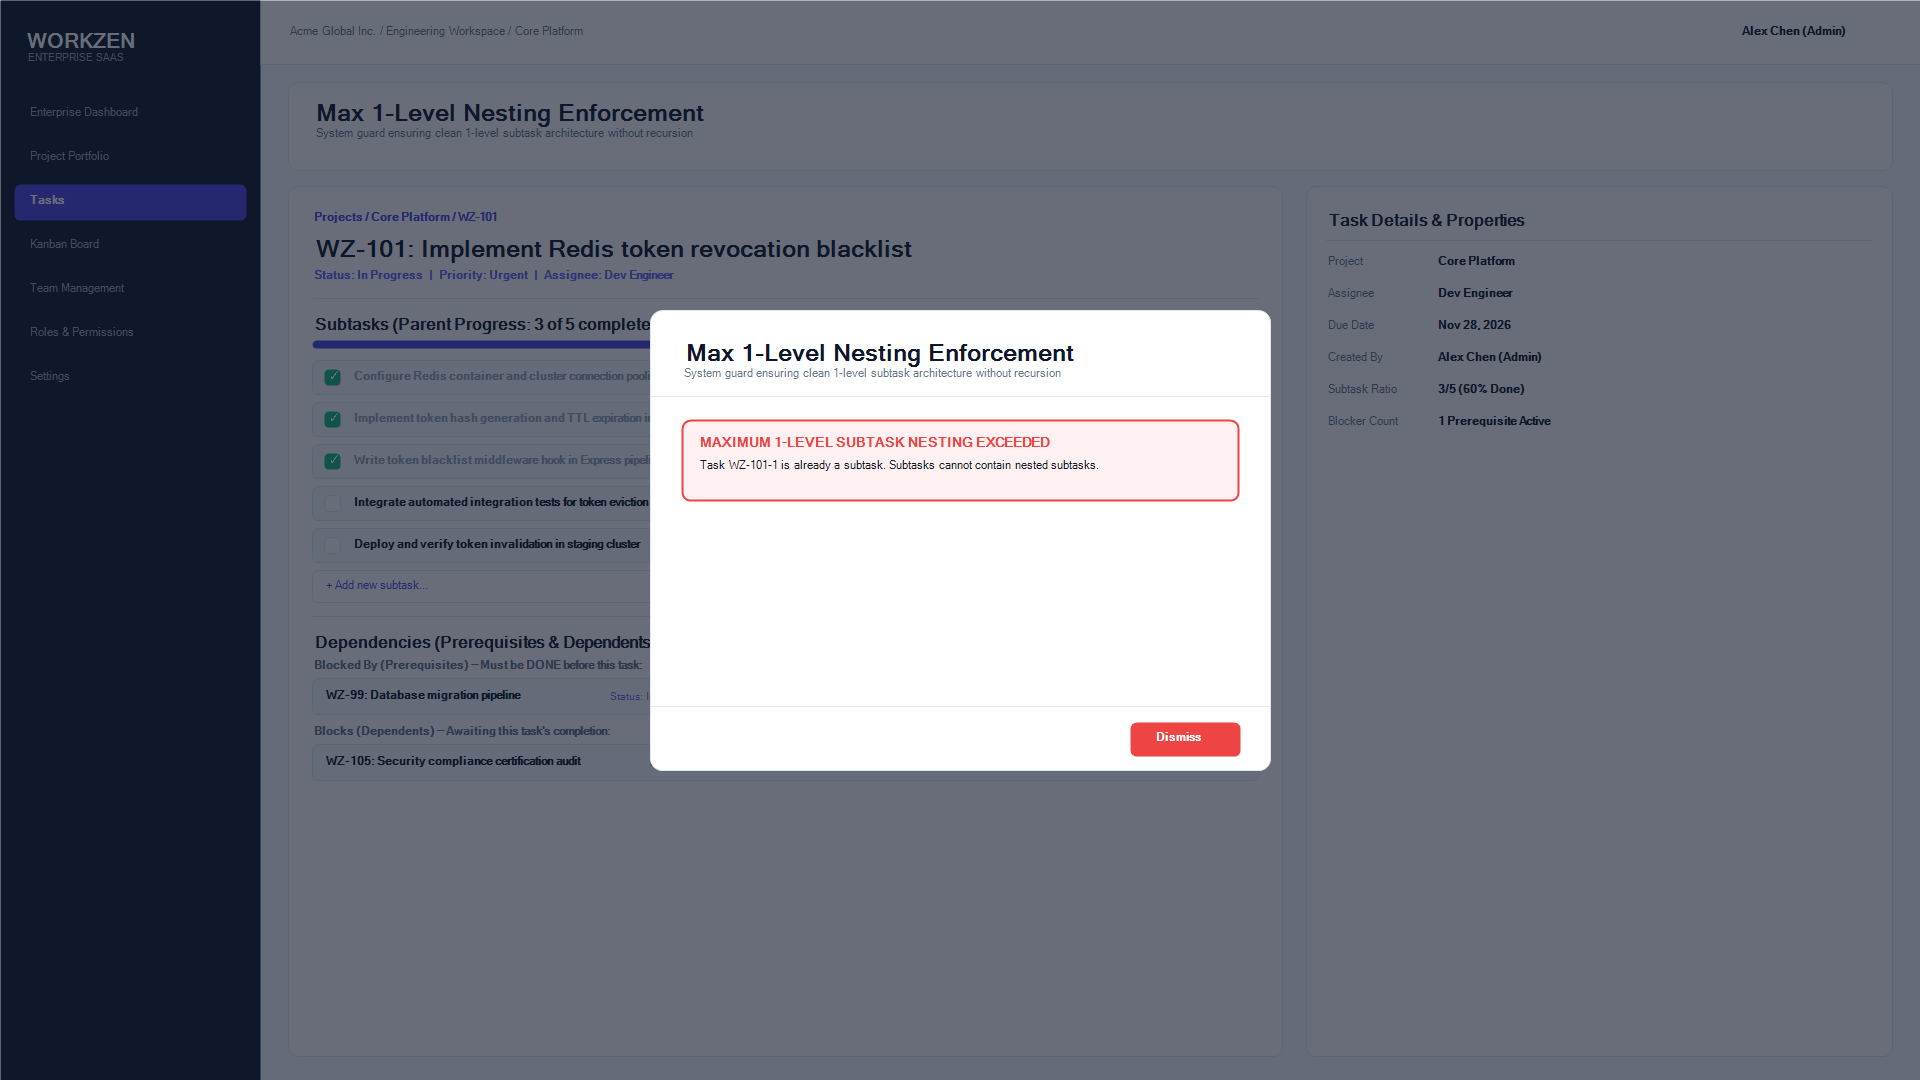 WORKZEN
ENTERPRISE SAAS
Enterprise Dashboard
Project Portfolio
Tasks
Kanban Board
Team Management
Roles & Permissions
Settings
Acme Global Inc. / Engineering Workspace / Core Platform
Alex Chen (Admin)
Max 1-Level Nesting Enforcement
System guard ensuring clean 1-level subtask architecture without recursion
Projects / Core Platform / WZ-101
WZ-101: Implement Redis token revocation blacklist
Status: In Progress | Priority: Urgent | Assignee: Dev Engineer
Subtasks (Parent Progress: 3 of 5 complete
Configure Redis container and cluster connection
Implement token hash generation and TTL expiration
Write token blacklist middleware hook in Express
Integrate automated integration tests for token eviction
Deploy and verify token invalidation in staging cluster
+ Add new subtask...
Dependencies (Prerequisites & Dependents
Blocked By (Prerequisites) — Must be DONE before this task:
WZ-99: Database migration pipeline
Status:
Blocks (Dependents) — Awaiting this task's completion:
WZ-105: Security compliance certification audit
Max 1-Level Nesting Enforcement
System guard ensuring clean 1-level subtask architecture without recursion
MAXIMUM 1-LEVEL SUBTASK NESTING EXCEEDED
Task WZ-101-1 is already a subtask. Subtasks cannot contain nested subtasks.
Dismiss
Task Details & Properties
Project Core Platform
Assignee Dev Engineer
Due Date Nov 28, 2026
Created By Alex Chen (Admin)
Subtask Ratio 3/5 (60% Done)
Blocker Count 1 Prerequisite Active